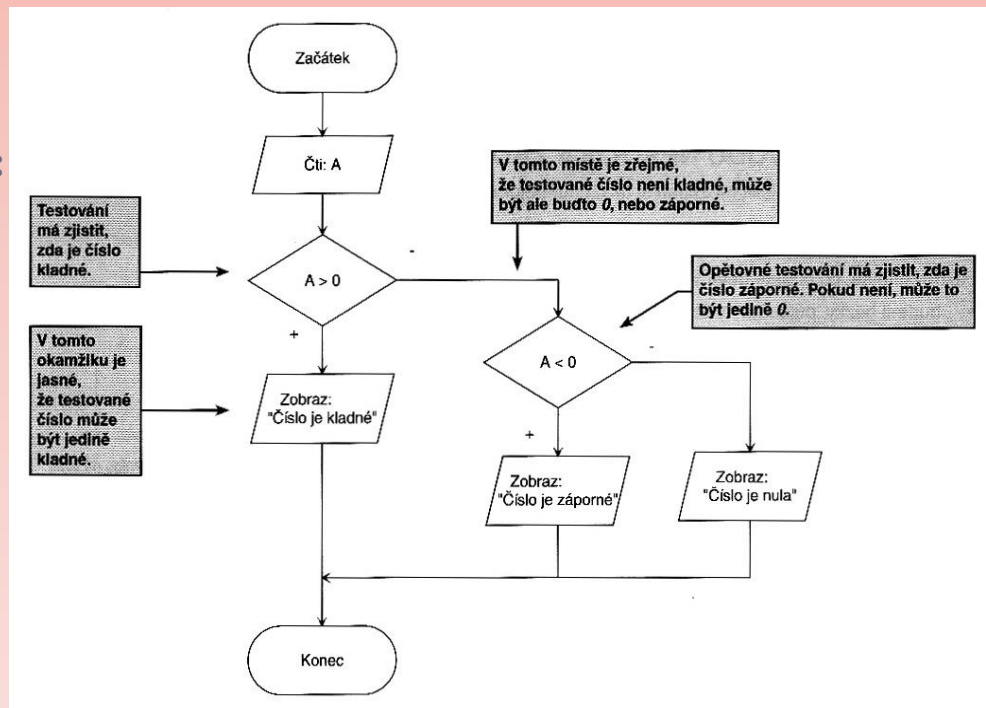 Začátek
Čti: A
V tomto místě je zřejmé,
že testované číslo není kladné, může
být ale buďto 0, nebo záporné.
:
Testování
má zjistit,
zda je číslo
kladné.
A > 0
-
Opětovné testování má zjistit, zda je
číslo záporné. Pokud není, může to
být jedině 0.
+
V tomto
okamžiku je
jasné,
že testované
číslo může
být jedině
kladné.
A < 0
-
Zobraz:
"Číslo je kladné"
+
Zobraz:
"Číslo je záporné"
Zobraz:
"Číslo je nula"
Konec